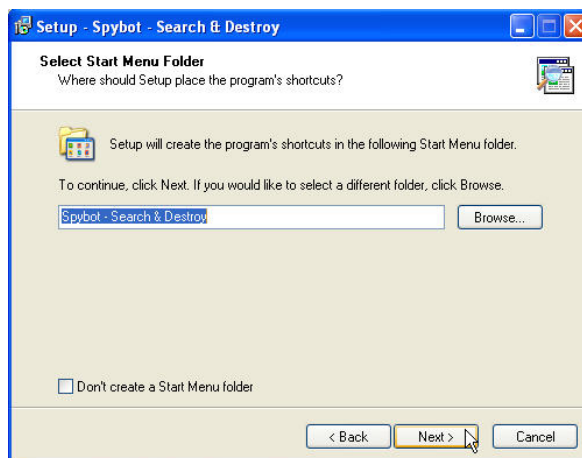 Setup - Spybot - Search & Destroy
Select Start Menu Folder
Where should Setup place the program's shortcuts?
Setup will create the program's shortcuts in the following Start Menu folder.
To continue, click Next. If you would like to select a different folder, click Browse.
Spybot - Search & Destroy
Browse...
Don't create a Start Menu folder
< Back
Next >
Cancel